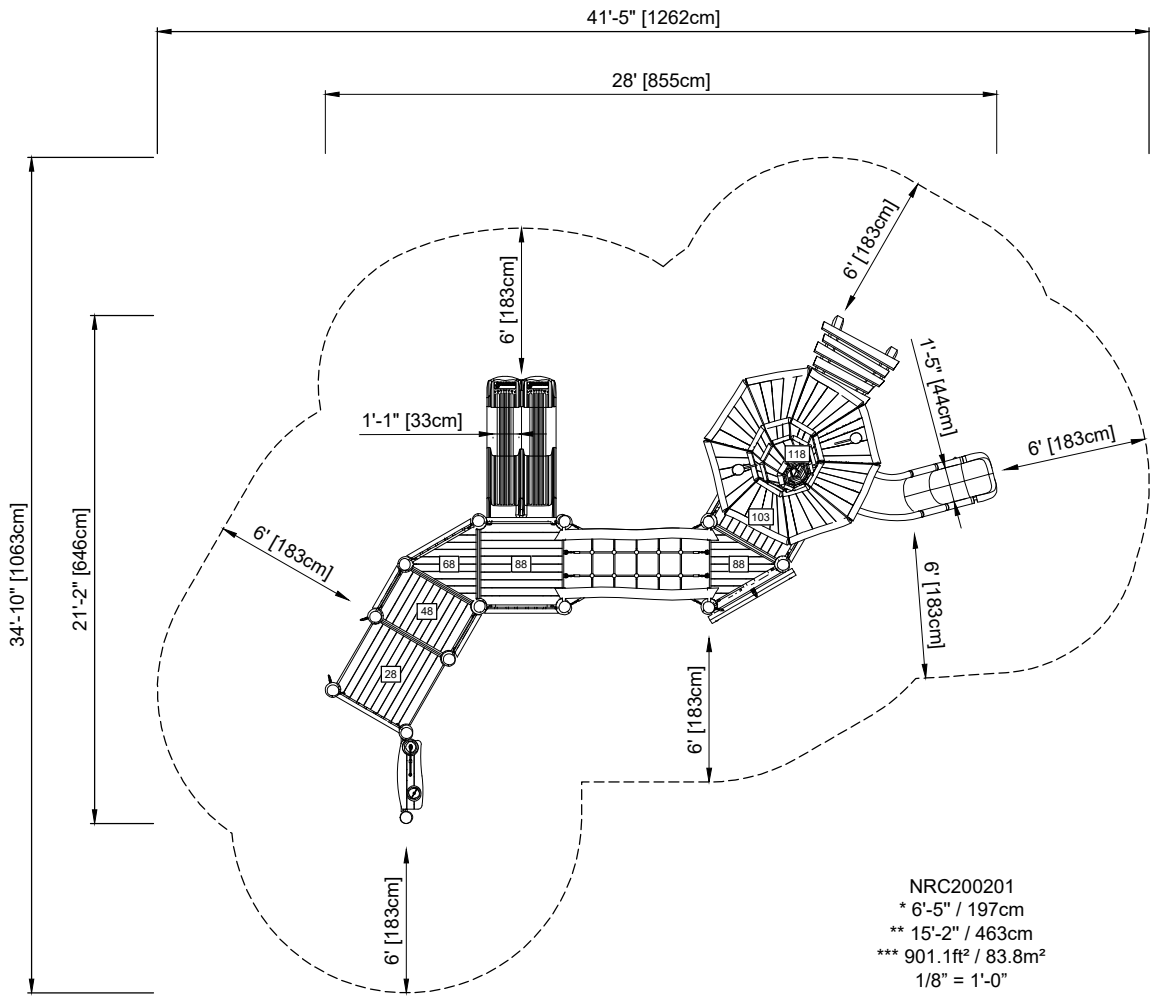 41'-5" [1262cm]
28' [855cm]
34'-10" [1063cm]
21'-2" [646cm]
6' [183cm]
6' [183cm]
1'-5" [44cm]
1'-1" [33cm]
6' [183cm]
118
103
6' [183cm]
68
88
88
48
28
6' [183cm]
6' [183cm]
6' [183cm]
NRC200201
* 6'-5" / 197cm
** 15'-2" / 463cm
*** 901.1ft² / 83.8m²
1/8” = 1'-0”